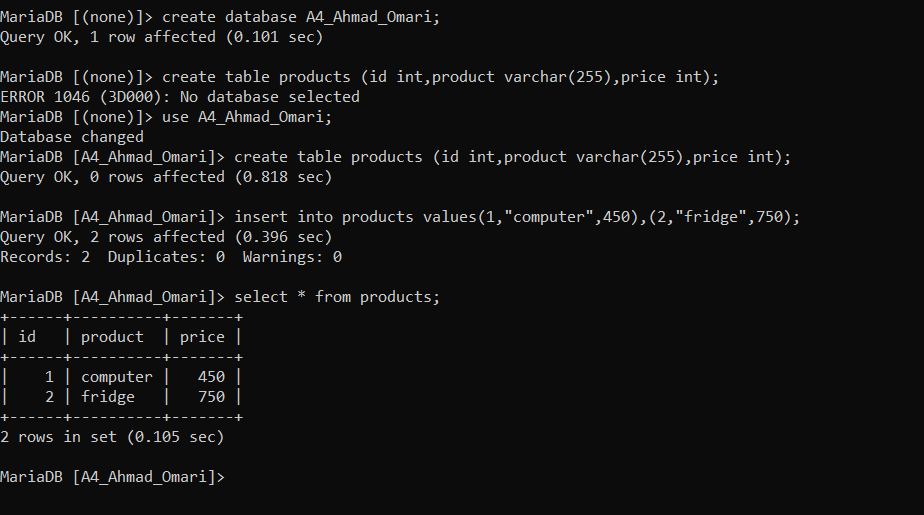 MariaDB [(none)]> create database A4_Ahmad_Omari;
Query OK, 1 row affected (0.101 sec)
MariaDB [(none)]> create table products (id int,product varchar(255),price int);
ERROR 1046 (3D000): No database selected
MariaDB [(none)]> use A4_Ahmad_Omari;
Database changed
MariaDB [A4_Ahmad_Omari]> create table products (id int,product varchar(255),price int);
Query OK, 0 rows affected (0.818 sec)
MariaDB [A4_Ahmad_Omari]> insert into products values(1,"computer",450),(2,"fridge",750);
Query OK, 2 rows affected (0.396 sec)
Records: 2  Duplicates: 0  Warnings: 0
MariaDB [A4_Ahmad_Omari]> select * from products;
+------+----------+-------+
| id   | product  | price |
+------+----------+-------+
|    1 | computer |   450 |
|    2 | fridge   |   750 |
+------+----------+-------+
2 rows in set (0.105 sec)
MariaDB [A4_Ahmad_Omari]>